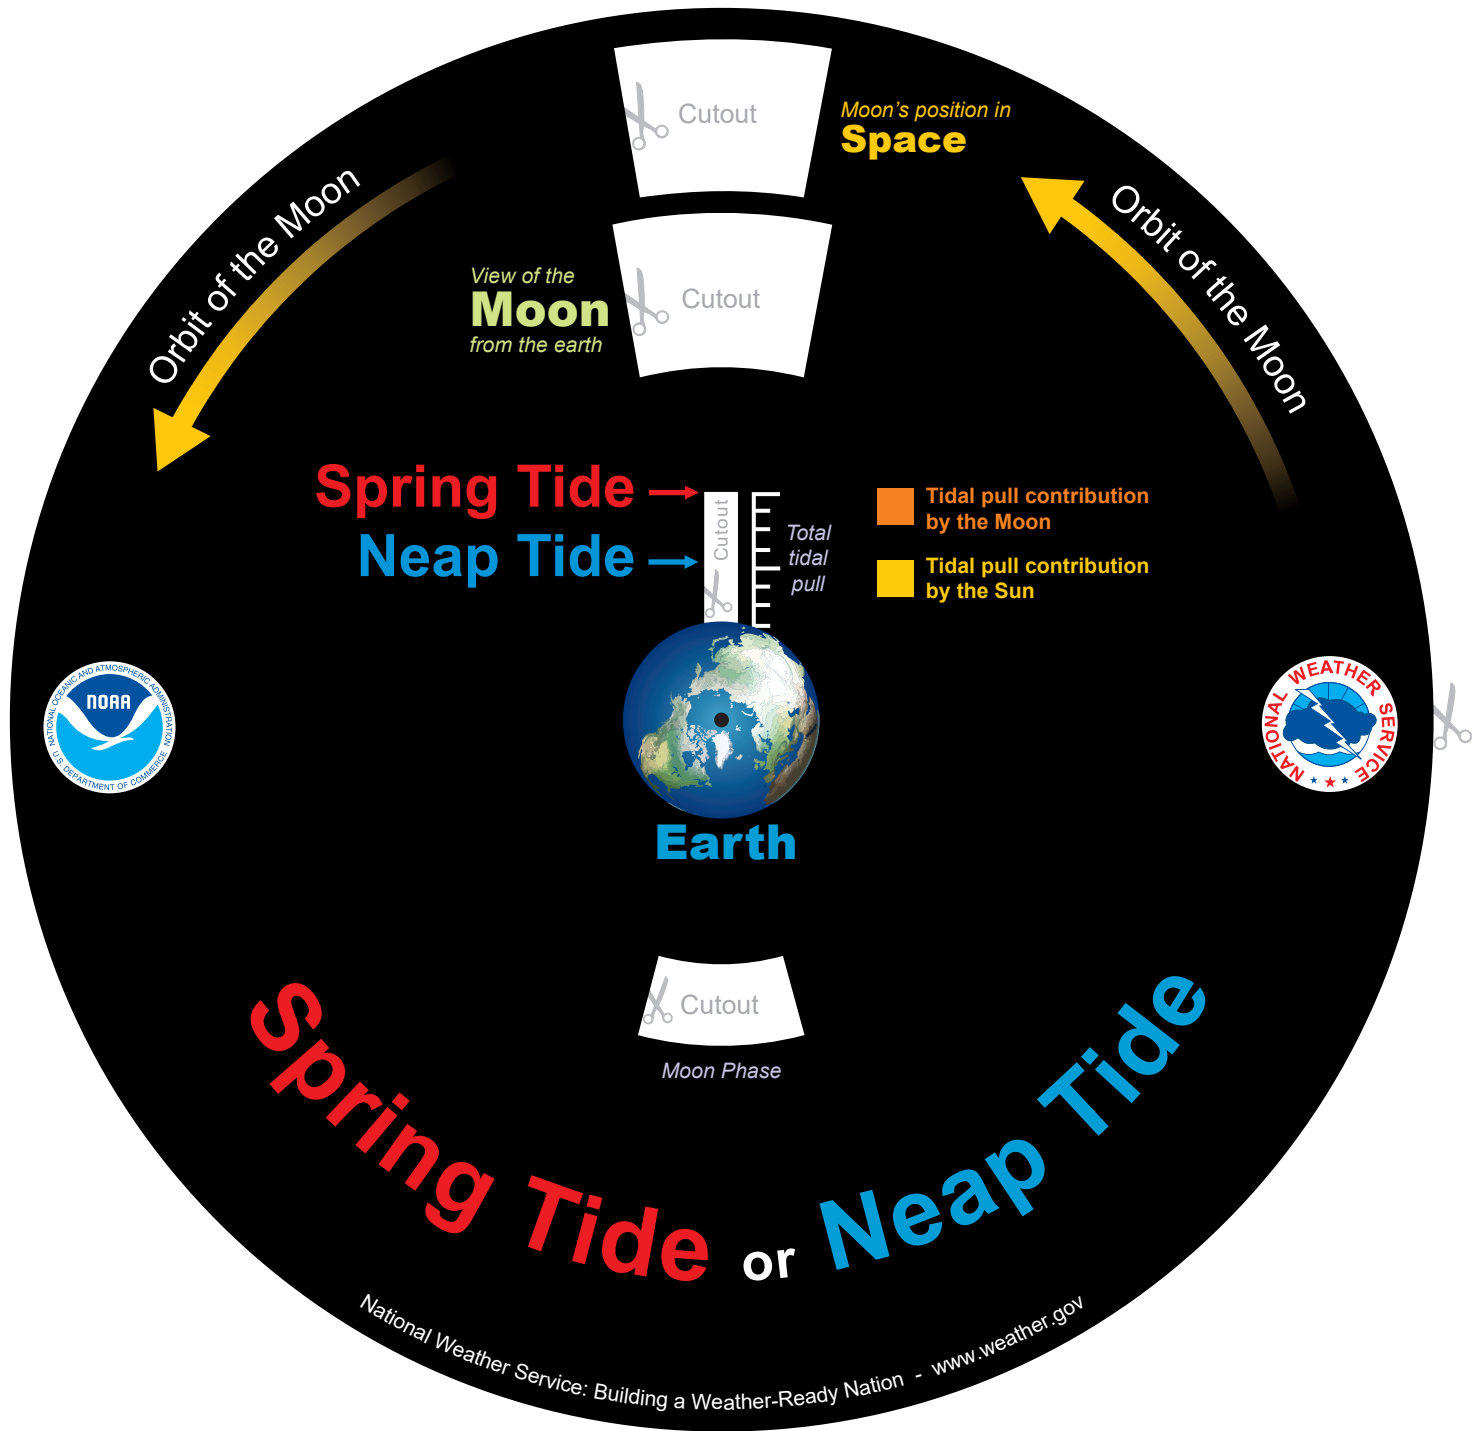 Cutout
Moon's position in
Space
Orbit of the Moon
Orbit of the Moon
View of the
Moon
from the earth
Cutout
Spring Tide
Neap Tide
Cutout
Total
tidal
pull
Tidal pull contribution
by the Moon
Tidal pull contribution
by the Sun
NATIONAL OCEANIC AND ATMOSPHERIC ADMINISTRATION
NOAA
U.S. DEPARTMENT OF COMMERCE
NATIONAL WEATHER SERVICE
Earth
Cutout
Moon Phase
Spring Tide or Neap Tide
National Weather Service: Building a Weather-Ready Nation - www.weather.gov